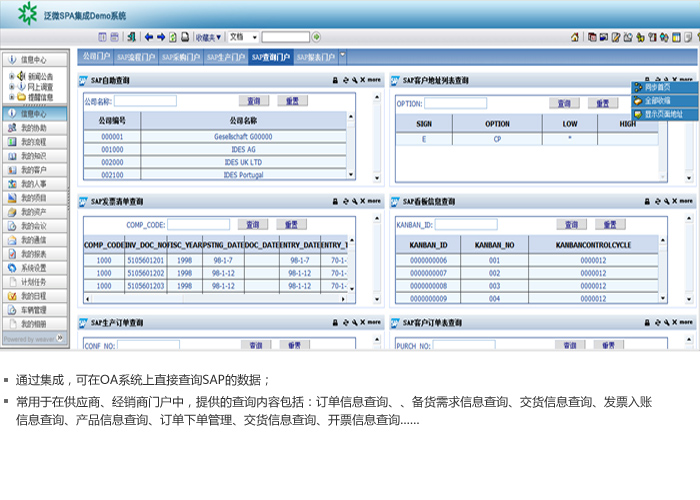 泛微SPA集成Demo系统
收藏夹
文档
信息中心
新闻公告
网上调查
提醒信息
信息中心
我的协助
我的流程
我的知识
我的客户
我的人事
我的项目
我的资产
我的会议
我的通信
我的报表
系统设置
计划任务
我的日程
车辆管理
我的相册
Powered by weaver
公司门户 SAP流程门户 SAP采购门户 SAP生产门户 SAP查询门户 SAP报表门户
SAP自助查询 more
公司名称: 查询 重置
公司编号 公司名称
000001 Gesellschaft G00000
001000 IDES AG
002000 IDES UK LTD
002100 IDES Portugal
SAP客户地址列表查询 more
同步首页
全部收缩
显示页面地址
OPTION: 查询 重置
SIGN OPTION LOW HIGH
E CP *
SAP发票清单查询 more
COMP_CODE: 查询 重置
COMP_CODE INV_DOC_NO FISC_YEAR PSTNG_DATE DOC_DATE ENTRY_DATE ENTRY_T
1000 5105601201 1998 98-1-7 98-1-7 70-1-
1000 5105601202 1998 98-1-12 98-1-12 70-1-
1000 5105601203 1998 98-1-12 98-1-12 70-1-
SAP看板信息查询 more
KANBAN_ID: 查询 重置
KANBAN_ID KANBAN_NO KANBANCONTROLCYCLE
0000000006 001 0000012
0000000007 002 0000012
0000000008 003 0000012
0000000009 004 0000012
SAP生产订单查询 more
CONF_NO: 查询 重置
SAP客户订单表查询 more
PURCH_NO: 查询 重置
通过集成，可在OA系统上直接查询SAP的数据；
常用于在供应商、经销商门户中，提供的查询内容包括：订单信息查询、、备货需求信息查询、交货信息查询、发票入账
信息查询、产品信息查询、订单下单管理、交货信息查询、开票信息查询......